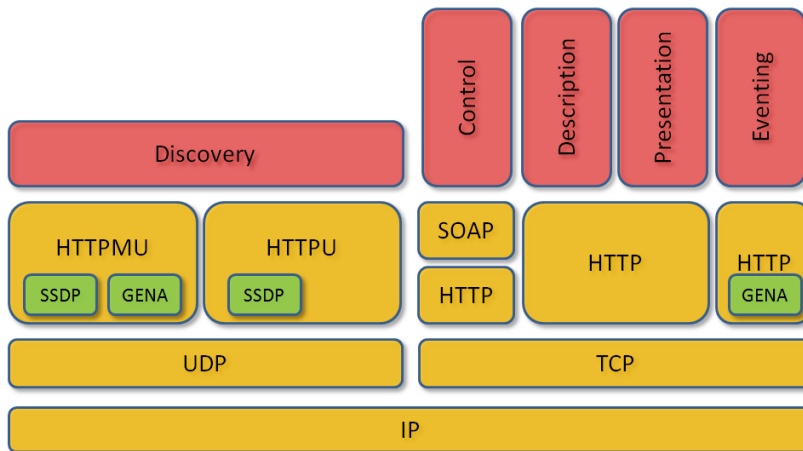 Control
Description
Presentation
Eventing
Discovery
HTTPMU
SSDP
GENA
HTTPU
SSDP
SOAP
HTTP
HTTP
HTTP
GENA
UDP
TCP
IP